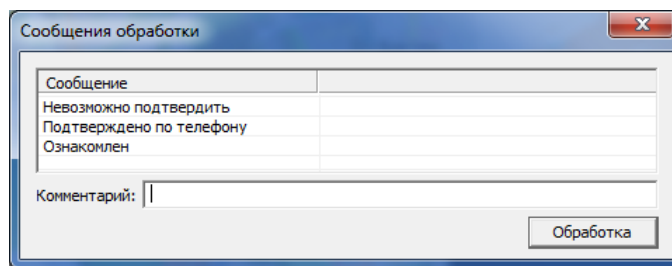 Сообщения обработки
Сообщение
Невозможно подтвердить
Подтверждено по телефону
Ознакомлен
Комментарий:
Обработка